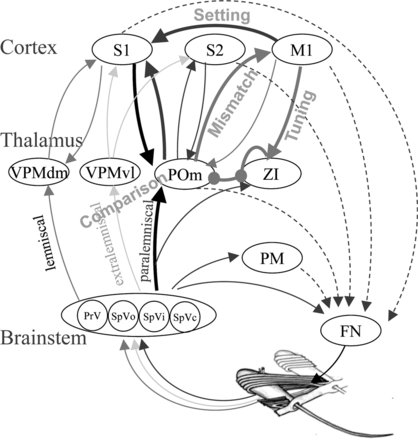 Setting
Cortex
S1
S2
M1
Mismatch
Tuning
Thalamus
VPMdm
VPMvl
POm
ZI
Comparison
lemniscal
extralemniscal
paralemniscal
PM
PrV
SpVo
SpVi
SpVc
FN
Brainstem